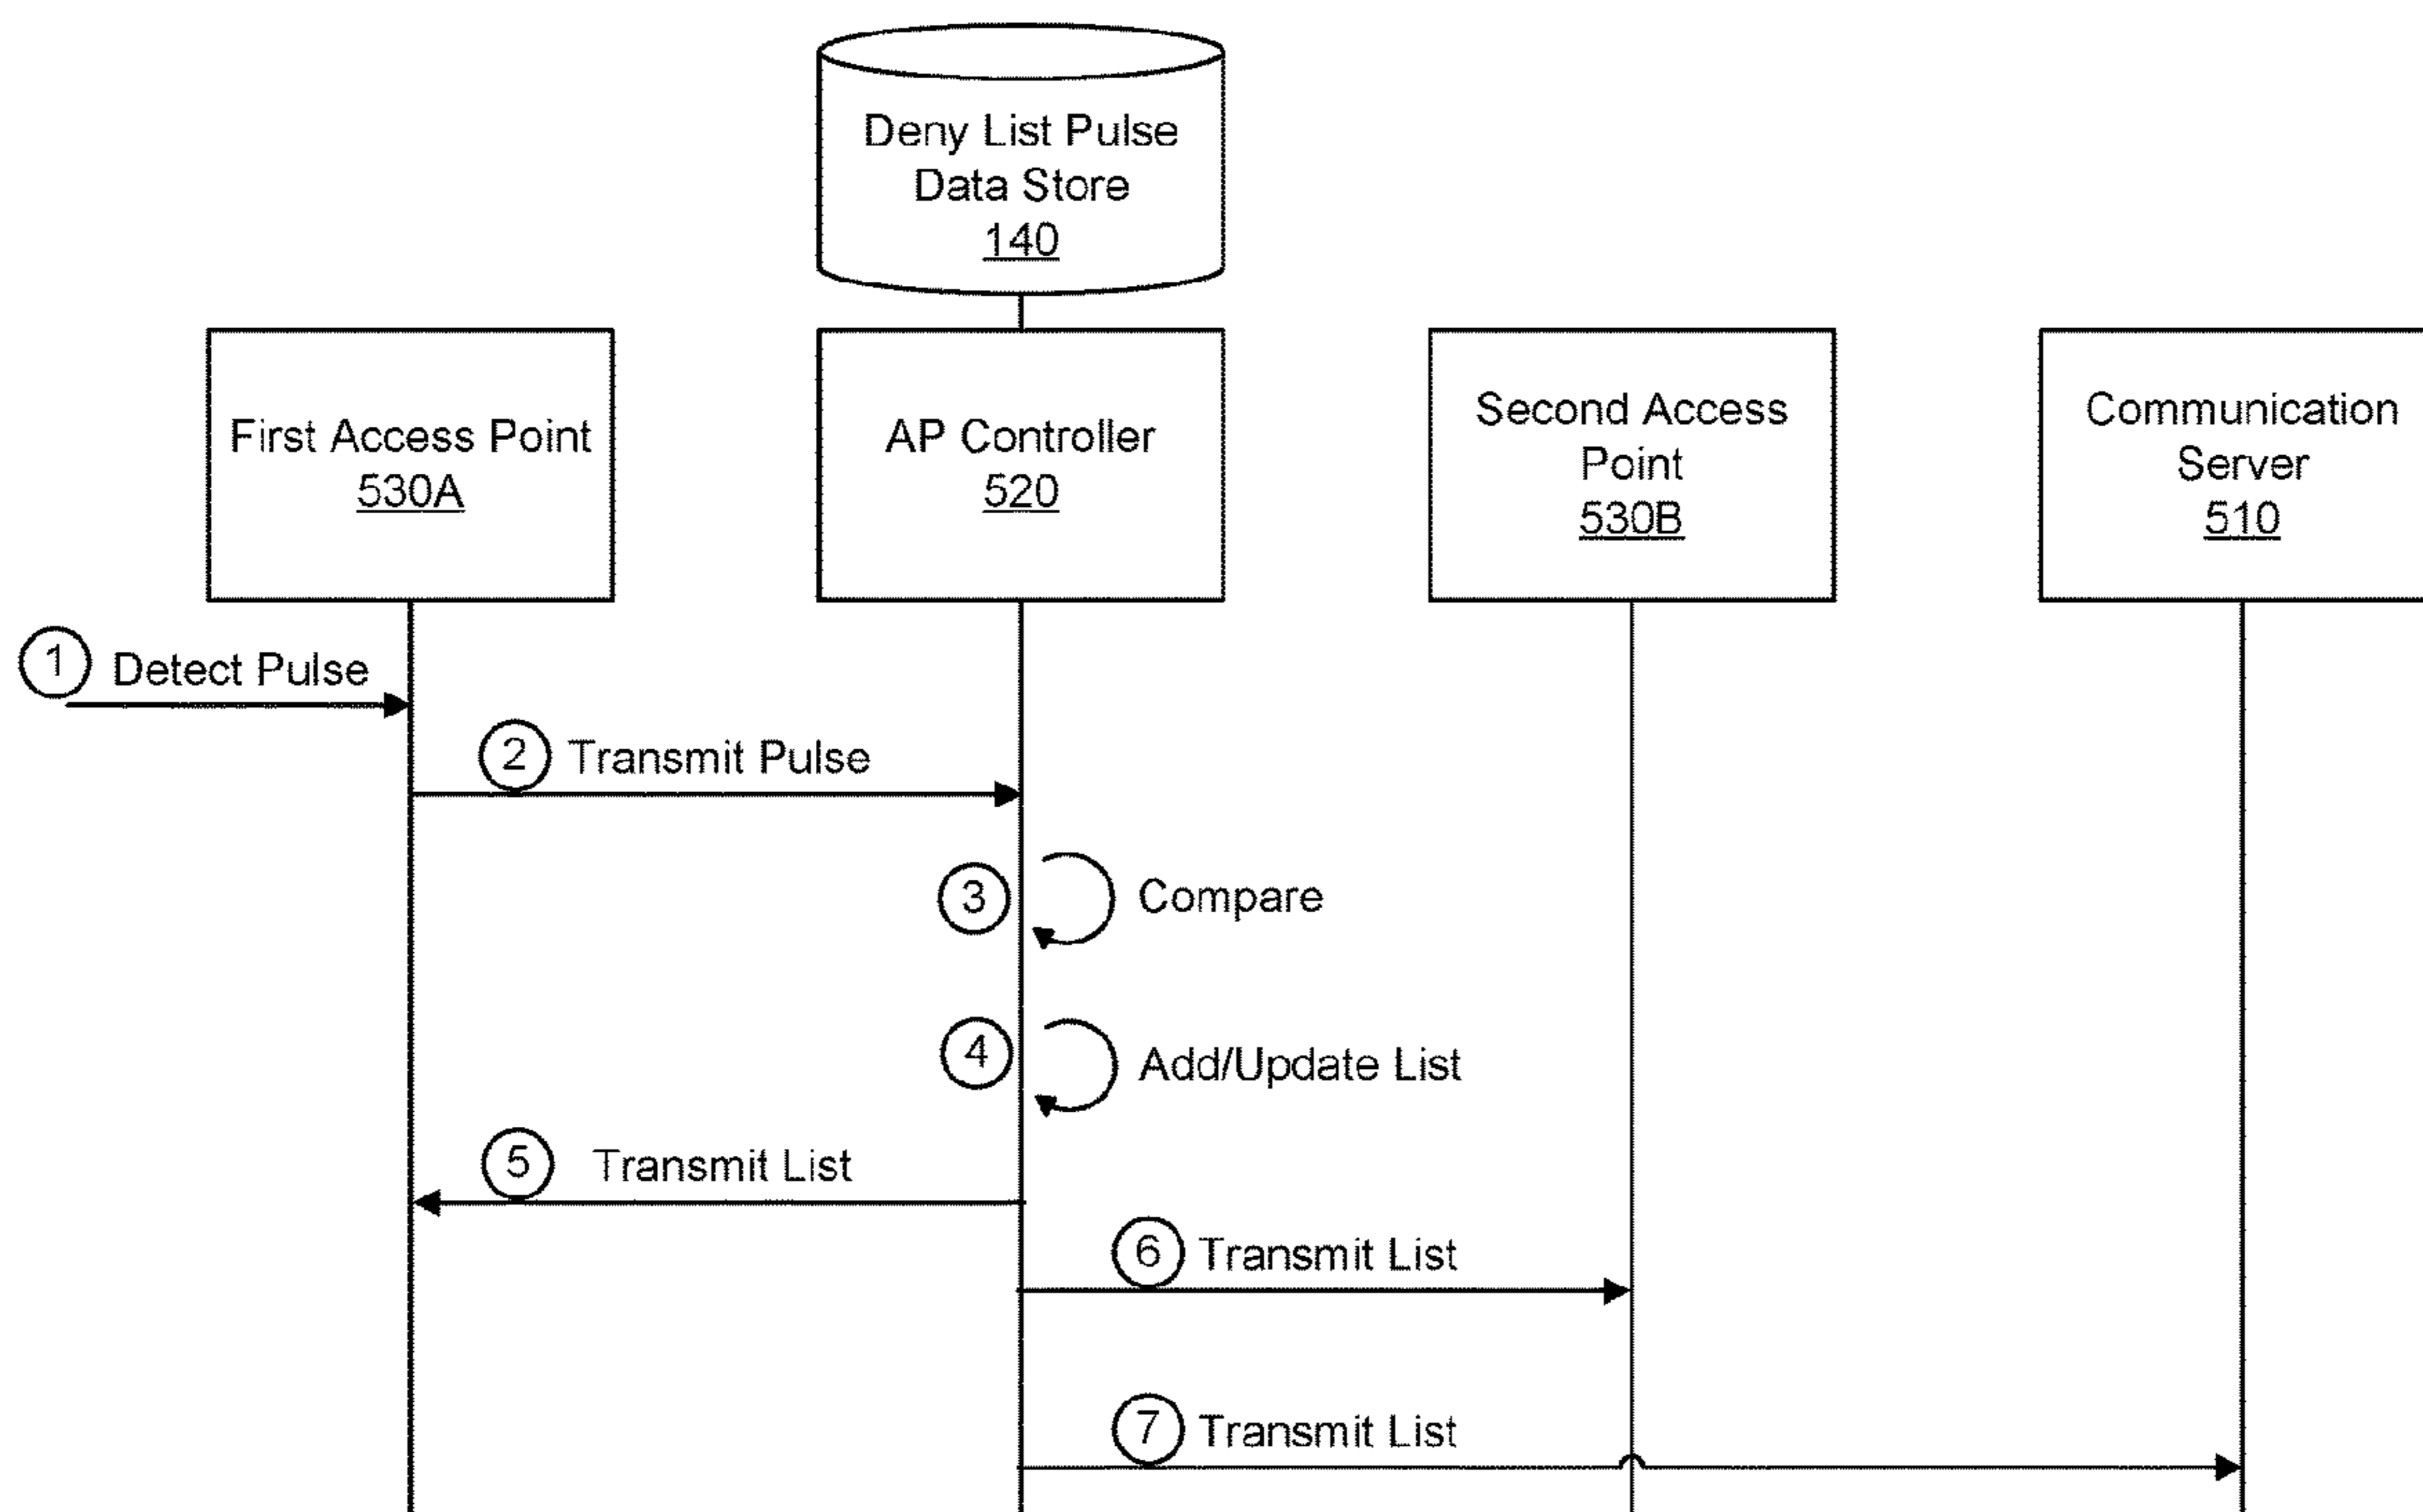 Deny List Pulse
Data Store
140
First Access Point
530A
AP Controller
520
Second Access
Point
530B
Communication
Server
510
1 Detect Pulse
2 Transmit Pulse
3 Compare
4 Add/Update List
5 Transmit List
6 Transmit List
7 Transmit List